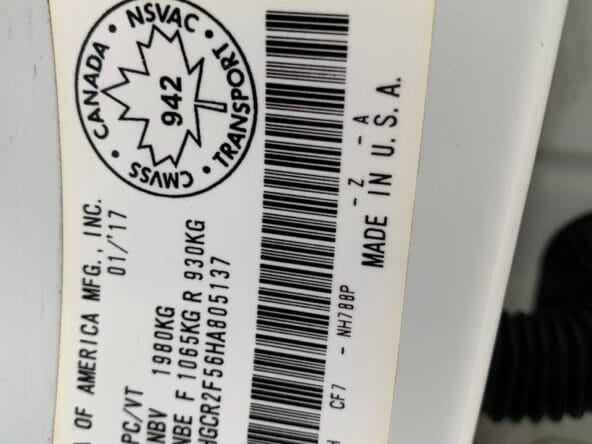 CANADA • NSVAC • TRANSPORT • CMVSS •
942
OF AMERICA MFG., INC.
01/'17
PC/VT
NBV 1980KG
NBE F 1065KG R 930KG
GCR2F56HA805137
CF7 - NH788P
- Z - A
MADE IN U.S.A.